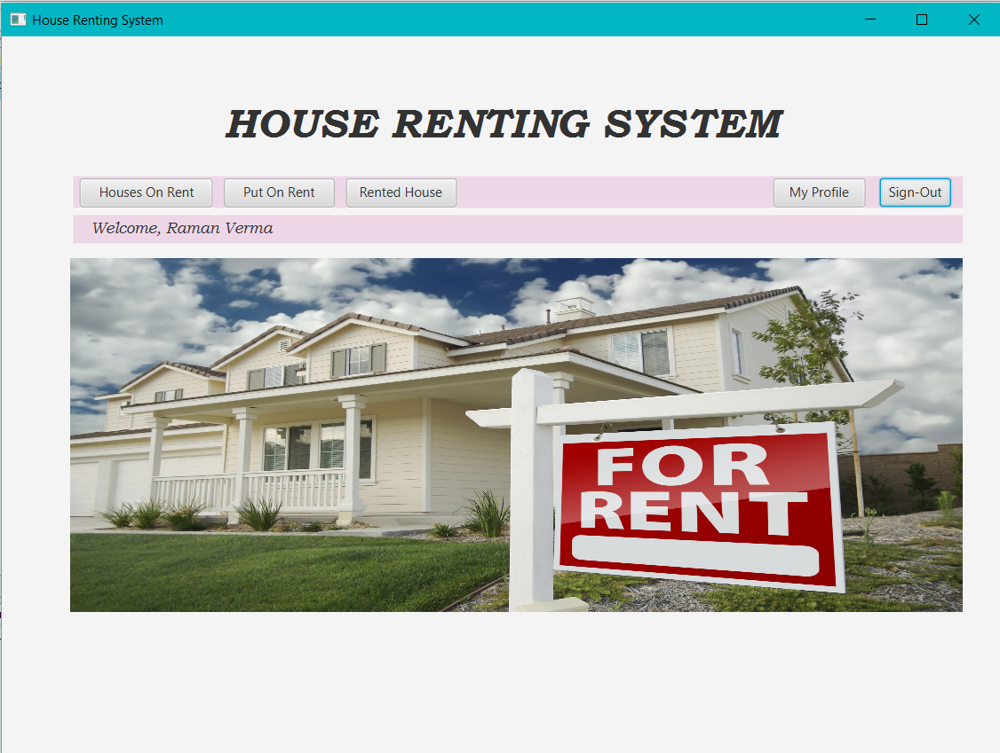 House Renting System
HOUSE RENTING SYSTEM
Houses On Rent Put On Rent Rented House My Profile Sign-Out
Welcome, Raman Verma
FOR
RENT